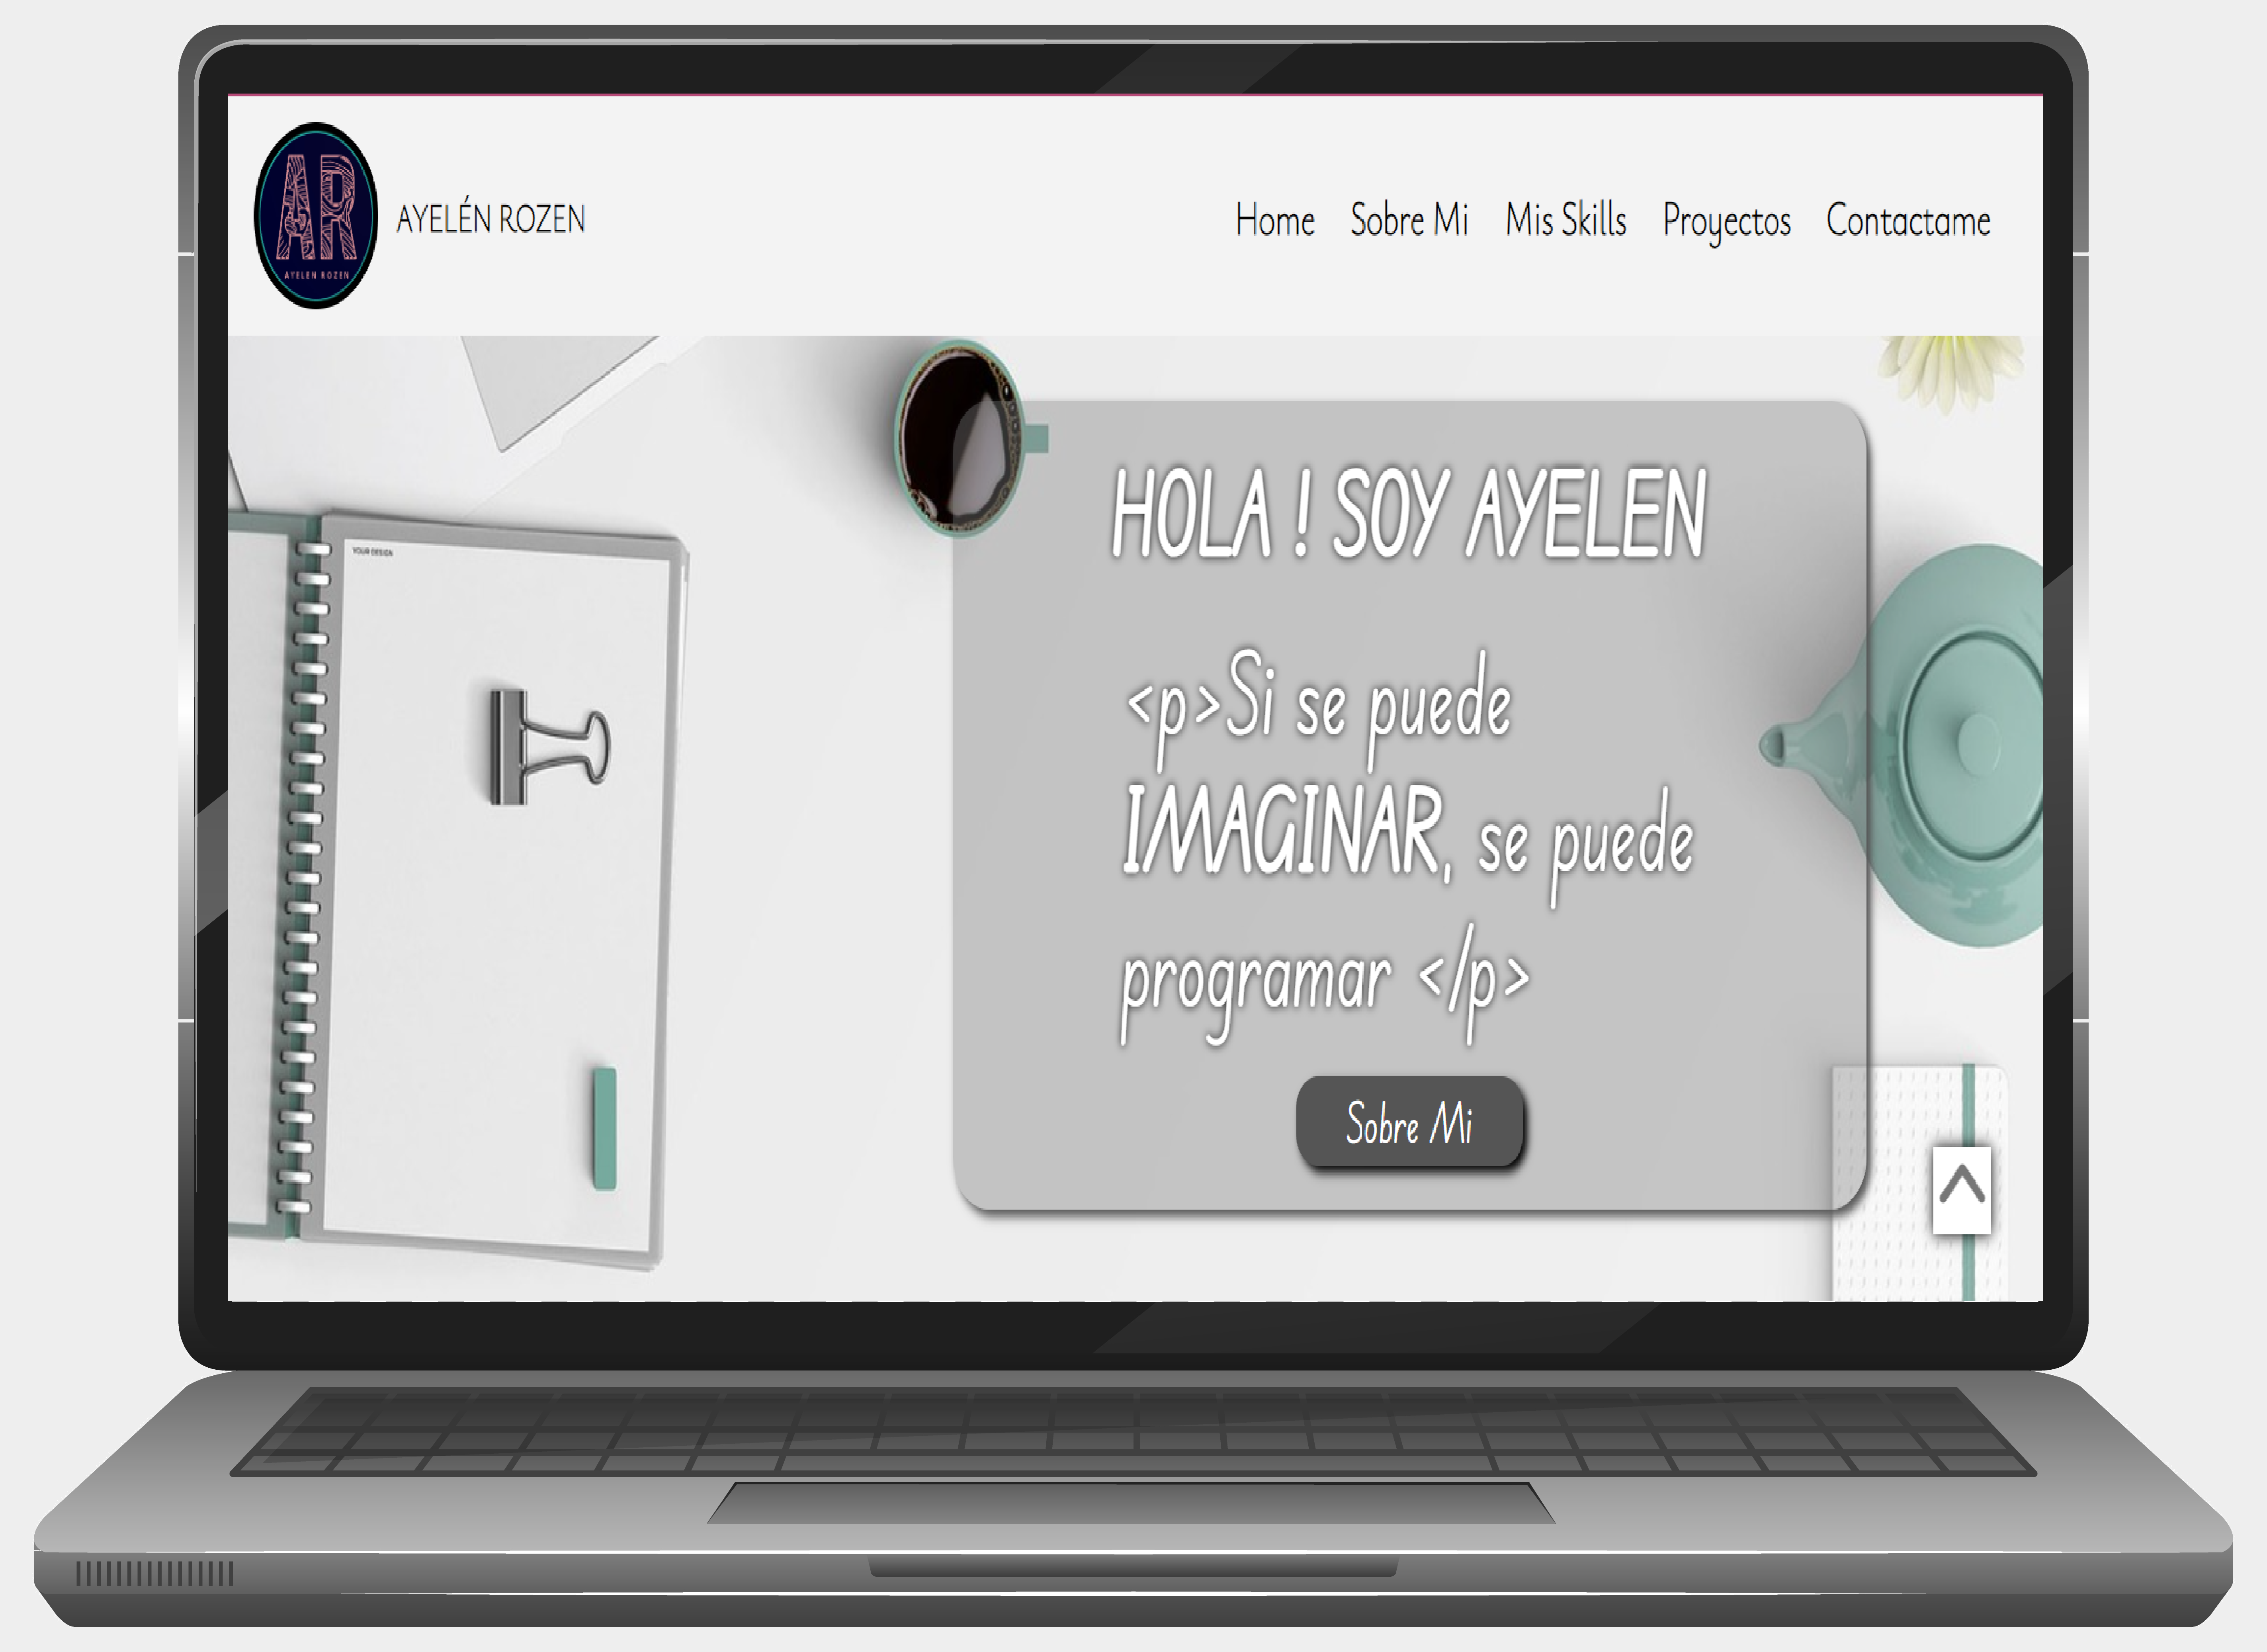 AR
AYELEN ROZEN
AYELÉN ROZEN
Home Sobre Mi Mis Skills Proyectos Contactame
YOUR DESIGN
HOLA ! SOY AYELEN
<p>Si se puede
IMAGINAR, se puede
programar </p>
Sobre Mi